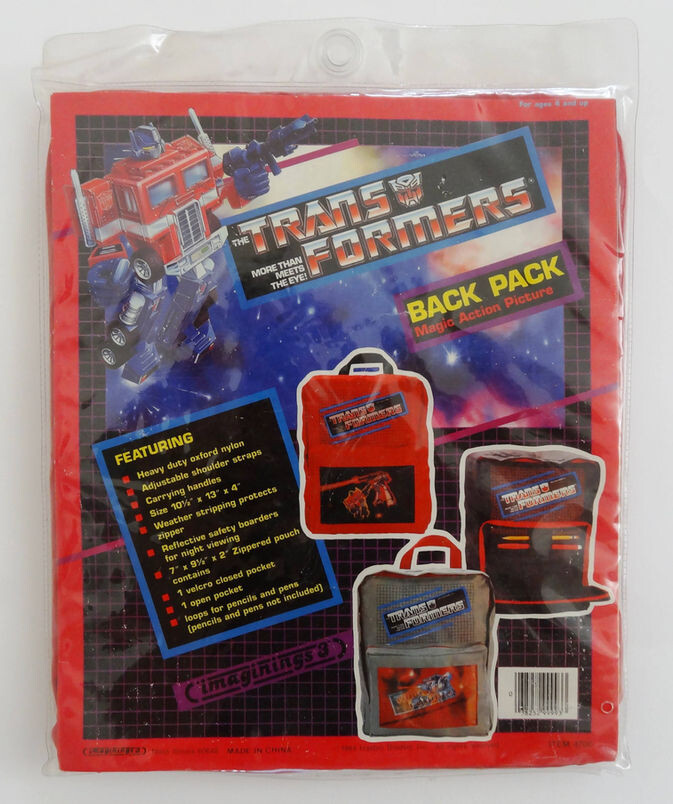 For ages 4 and up
THE TRANSFORMERS
MORE THAN
MEETS
THE EYE!
BACK PACK
Magic Action Picture
FEATURING
Heavy duty oxford nylon
Adjustable shoulder straps
Carrying handles
Size 10½" x 13" x 4"
Weather stripping protects
zipper
Reflective safety boarders
for night viewing
7" x 9½" x 2" Zippered pouch
contains
1 velcro closed pocket
1 open pocket
loops for pencils and pens
(pencils and pens not included)
TRANSFORMERS
TRANSFORMERS
TRANSFORMERS
imaginings 3
imaginings 3
MADE IN CHINA